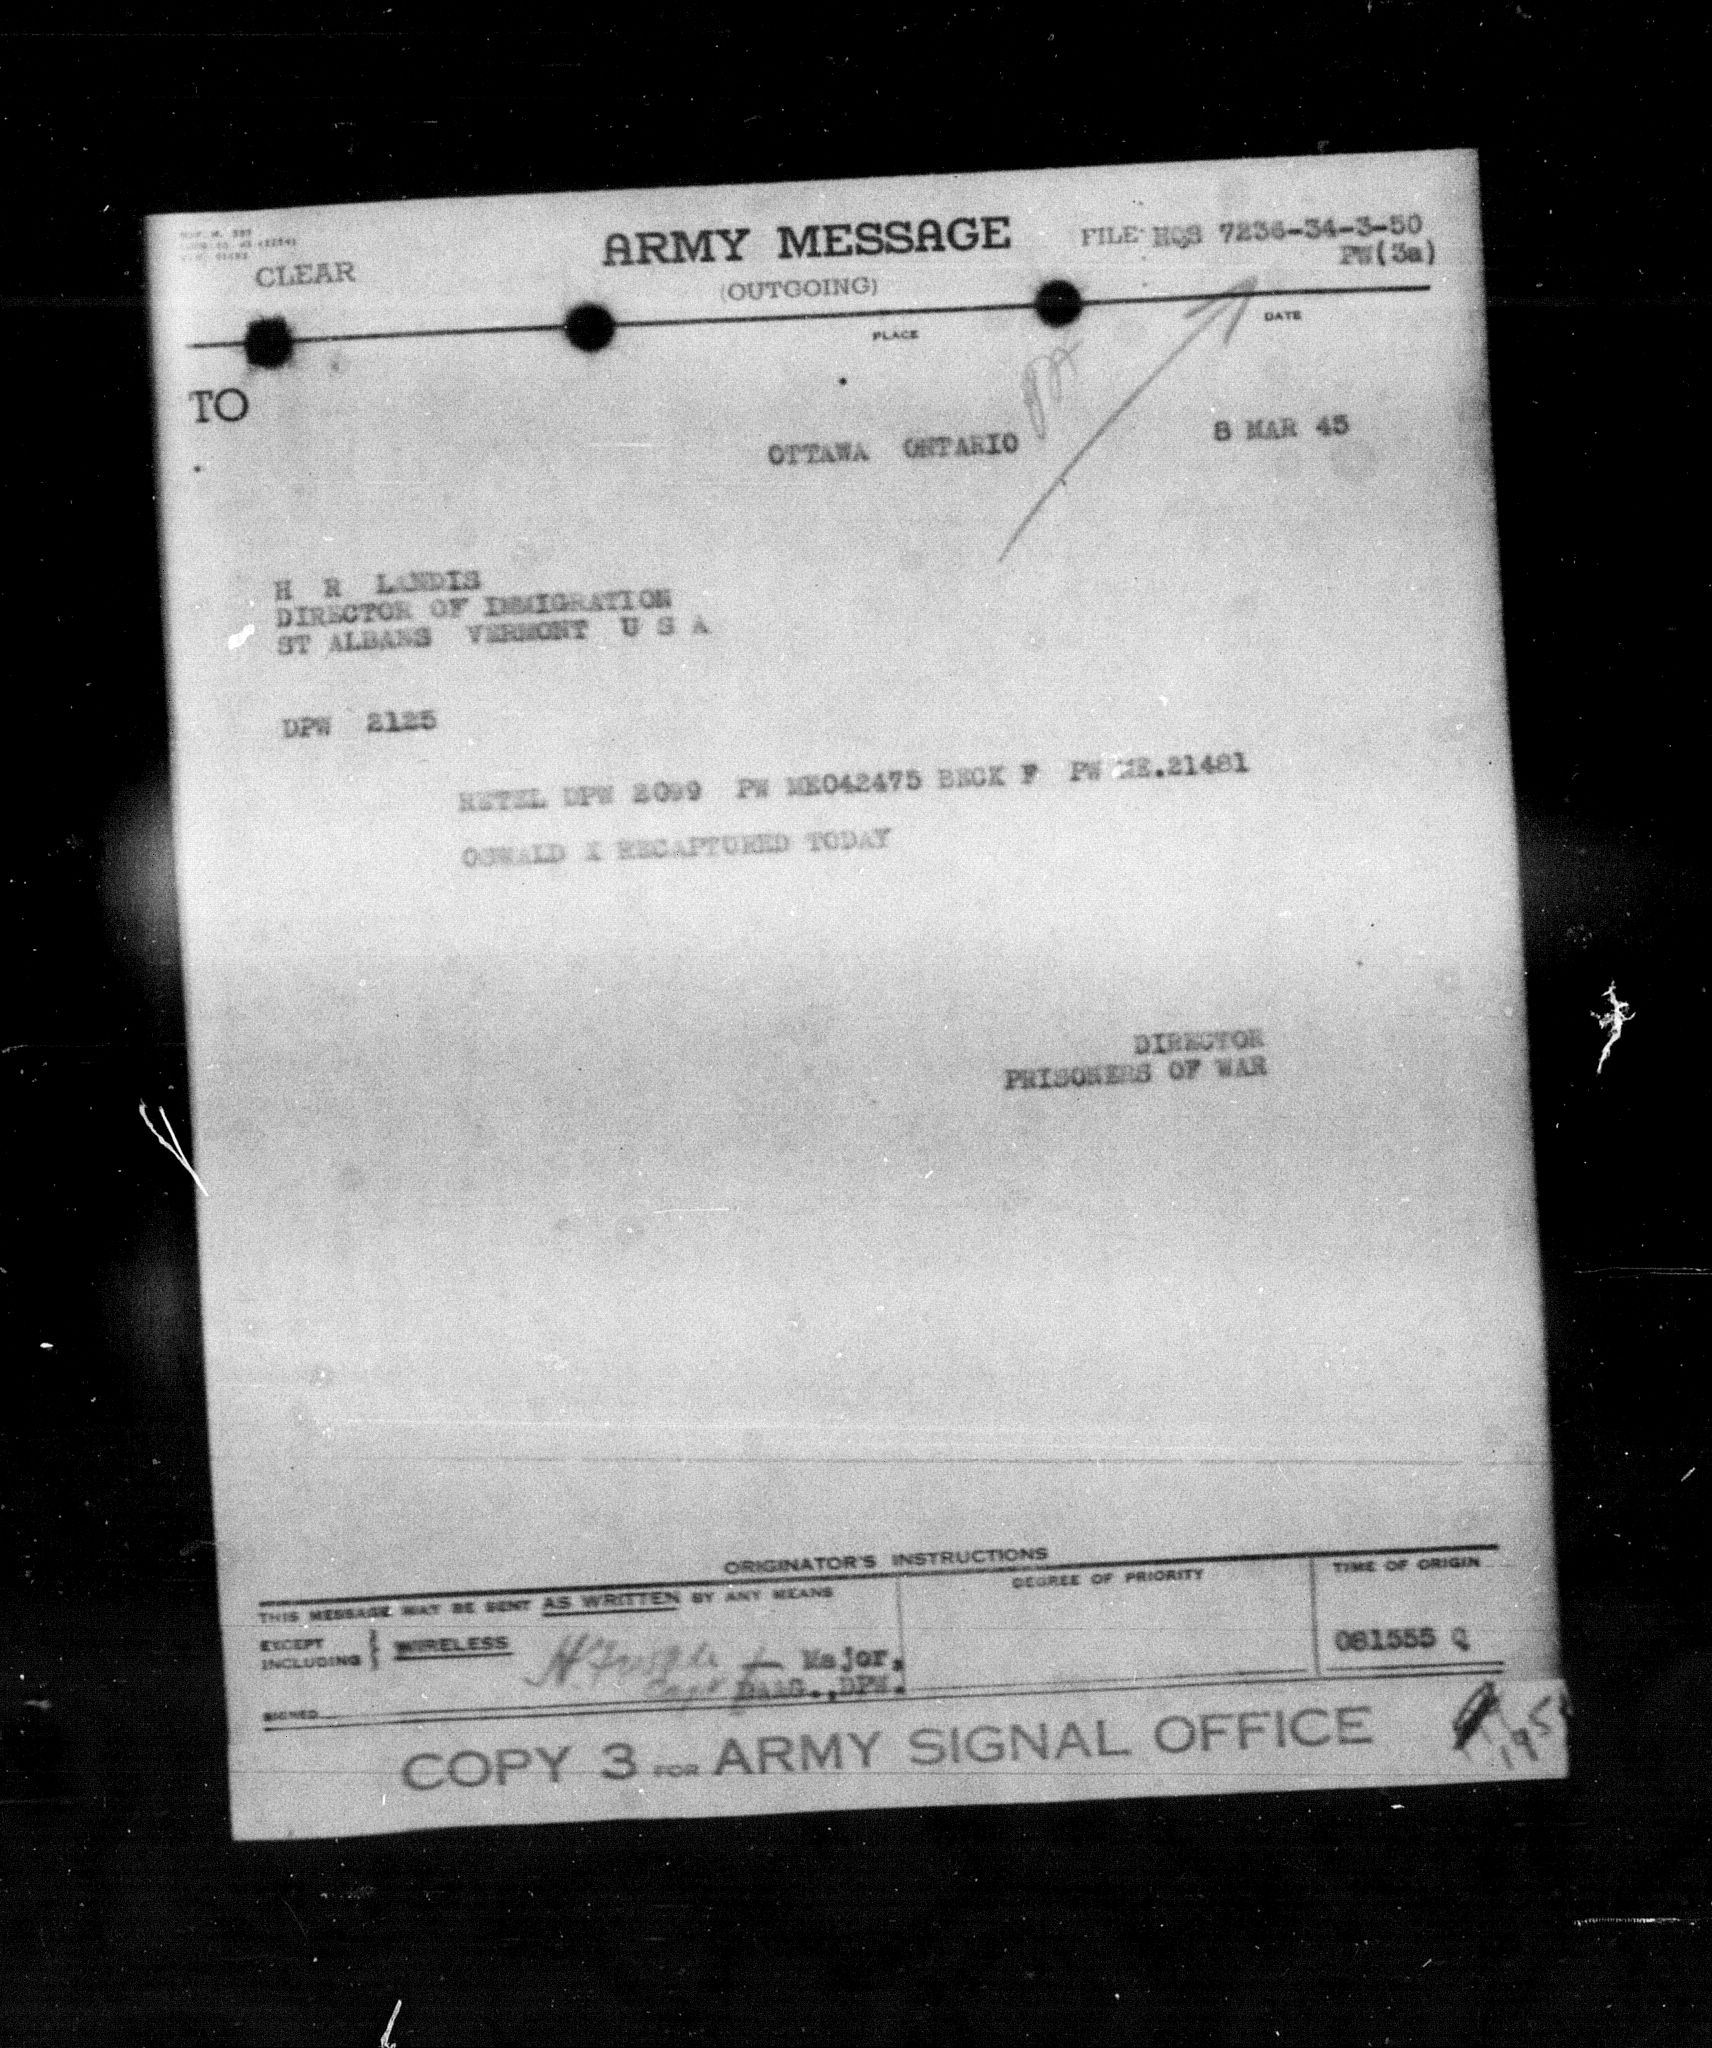 CLEAR
ARMY MESSAGE
(OUTGOING)
FILE HQS 7236-34-3-50
PW(3a)
PLACE
DATE
TO
OTTAWA ONTARIO
8 MAR 45
H R LANDIS
DIRECTOR OF IMMIGRATION
ST ALBANS VERMONT U S A
DPW 2125
RETEL DPW 2099 PW ME042475 BECK F PW ME.21481
OSWALD K RECAPTURED TODAY
DIRECTOR
PRISONERS OF WAR
ORIGINATOR'S INSTRUCTIONS
THIS MESSAGE MAY BE SENT AS WRITTEN BY ANY MEANS
DEGREE OF PRIORITY
TIME OF ORIGIN
EXCEPT
INCLUDING
WIRELESS
Major,
DAAG.,DPW.
081555 Q
SIGNED
COPY 3 FOR ARMY SIGNAL OFFICE